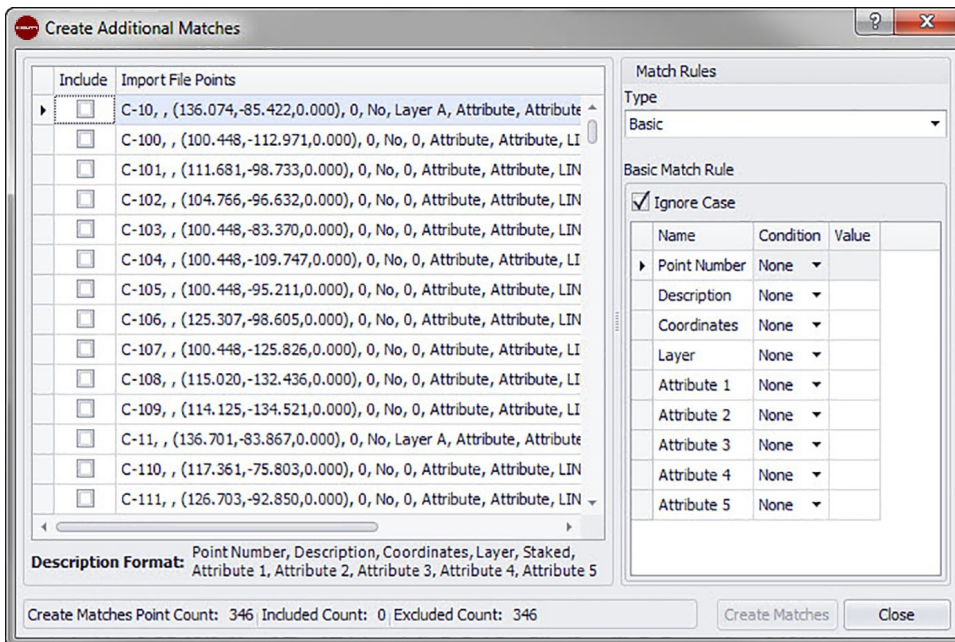 Create Additional Matches
?
X
Include Import File Points
C-10, , (136.074,-85.422,0.000), 0, No, Layer A, Attribute, Attribute
C-100, , (100.448,-112.971,0.000), 0, No, 0, Attribute, Attribute, LI
C-101, , (111.681,-98.733,0.000), 0, No, 0, Attribute, Attribute, LIN
C-102, , (104.766,-96.632,0.000), 0, No, 0, Attribute, Attribute, LIN
C-103, , (100.448,-83.370,0.000), 0, No, 0, Attribute, Attribute, LIN
C-104, , (100.448,-109.747,0.000), 0, No, 0, Attribute, Attribute, LI
C-105, , (100.448,-95.211,0.000), 0, No, 0, Attribute, Attribute, LIN
C-106, , (125.307,-98.605,0.000), 0, No, 0, Attribute, Attribute, LIN
C-107, , (100.448,-125.826,0.000), 0, No, 0, Attribute, Attribute, LI
C-108, , (115.020,-132.436,0.000), 0, No, 0, Attribute, Attribute, LI
C-109, , (114.125,-134.521,0.000), 0, No, 0, Attribute, Attribute, LI
C-11, , (136.701,-83.867,0.000), 0, No, Layer A, Attribute, Attribute
C-110, , (117.361,-75.803,0.000), 0, No, 0, Attribute, Attribute, LIN
C-111, , (126.703,-92.850,0.000), 0, No, 0, Attribute, Attribute, LIN
Description Format: Point Number, Description, Coordinates, Layer, Staked,
Attribute 1, Attribute 2, Attribute 3, Attribute 4, Attribute 5
Match Rules
Type
Basic
Basic Match Rule
Ignore Case
Name Condition Value
Point Number None
Description None
Coordinates None
Layer None
Attribute 1 None
Attribute 2 None
Attribute 3 None
Attribute 4 None
Attribute 5 None
Create Matches Point Count: 346 Included Count: 0 Excluded Count: 346
Create Matches
Close